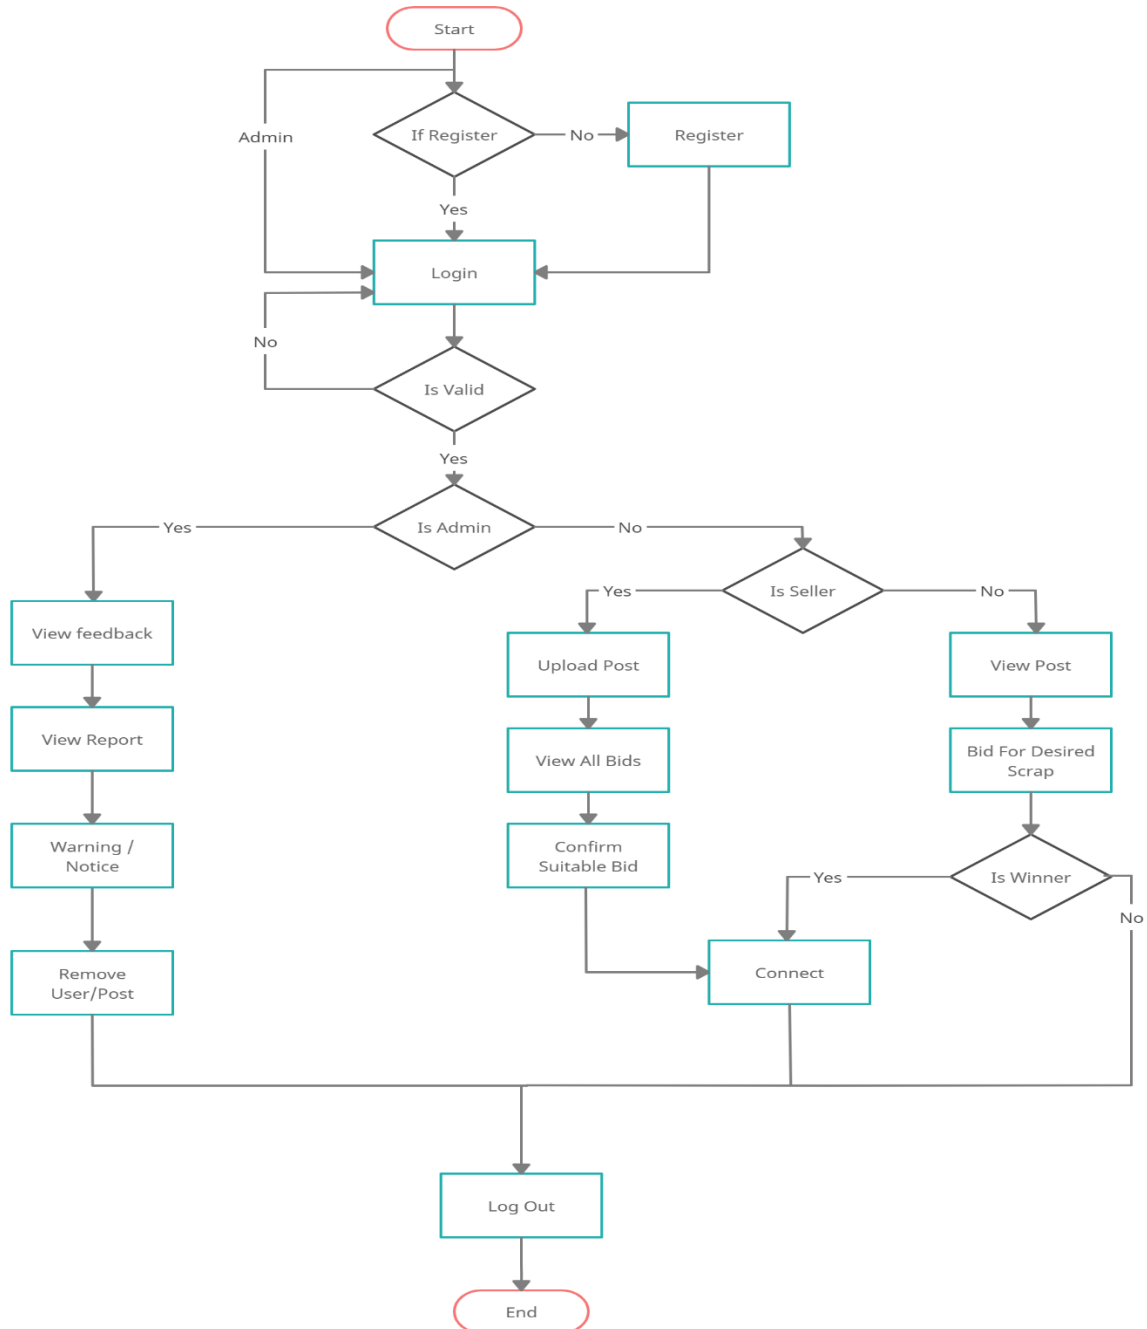 Start
If Register
No
Register
Admin
Yes
Login
No
Is Valid
Yes
Is Admin
Yes
No
Is Seller
Yes
No
View feedback
Upload Post
View Post
View Report
View All Bids
Bid For Desired
Scrap
Warning /
Notice
Confirm
Suitable Bid
Is Winner
Yes
No
Remove
User/Post
Connect
Log Out
End